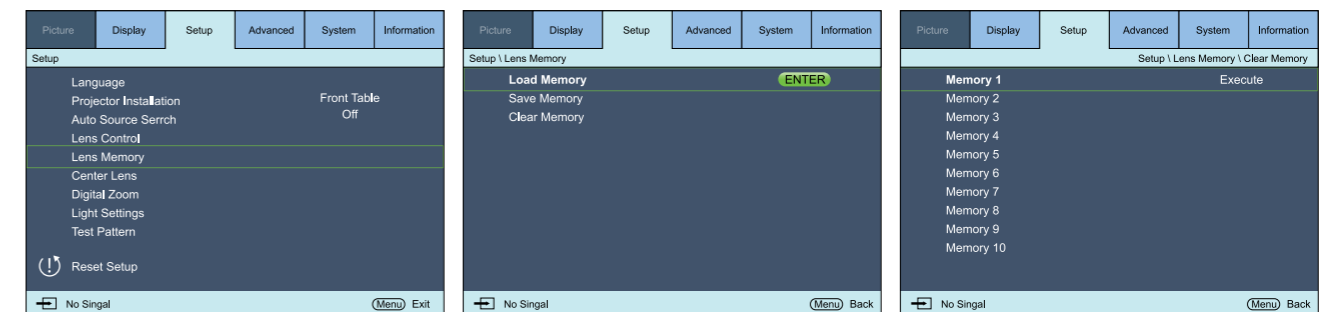 Picture Display Setup Advanced System Information
Setup
Language
Projector Installation Front Table
Auto Source Serrch Off
Lens Control
Lens Memory
Center Lens
Digital Zoom
Light Settings
Test Pattern
Reset Setup
No Singal Menu Exit
Picture Display Setup Advanced System Information
Setup \ Lens Memory
Load Memory ENTER
Save Memory
Clear Memory
No Singal Menu Back
Picture Display Setup Advanced System Information
Setup \ Lens Memory \ Clear Memory
Memory 1 Execute
Memory 2
Memory 3
Memory 4
Memory 5
Memory 6
Memory 7
Memory 8
Memory 9
Memory 10
No Singal Menu Back